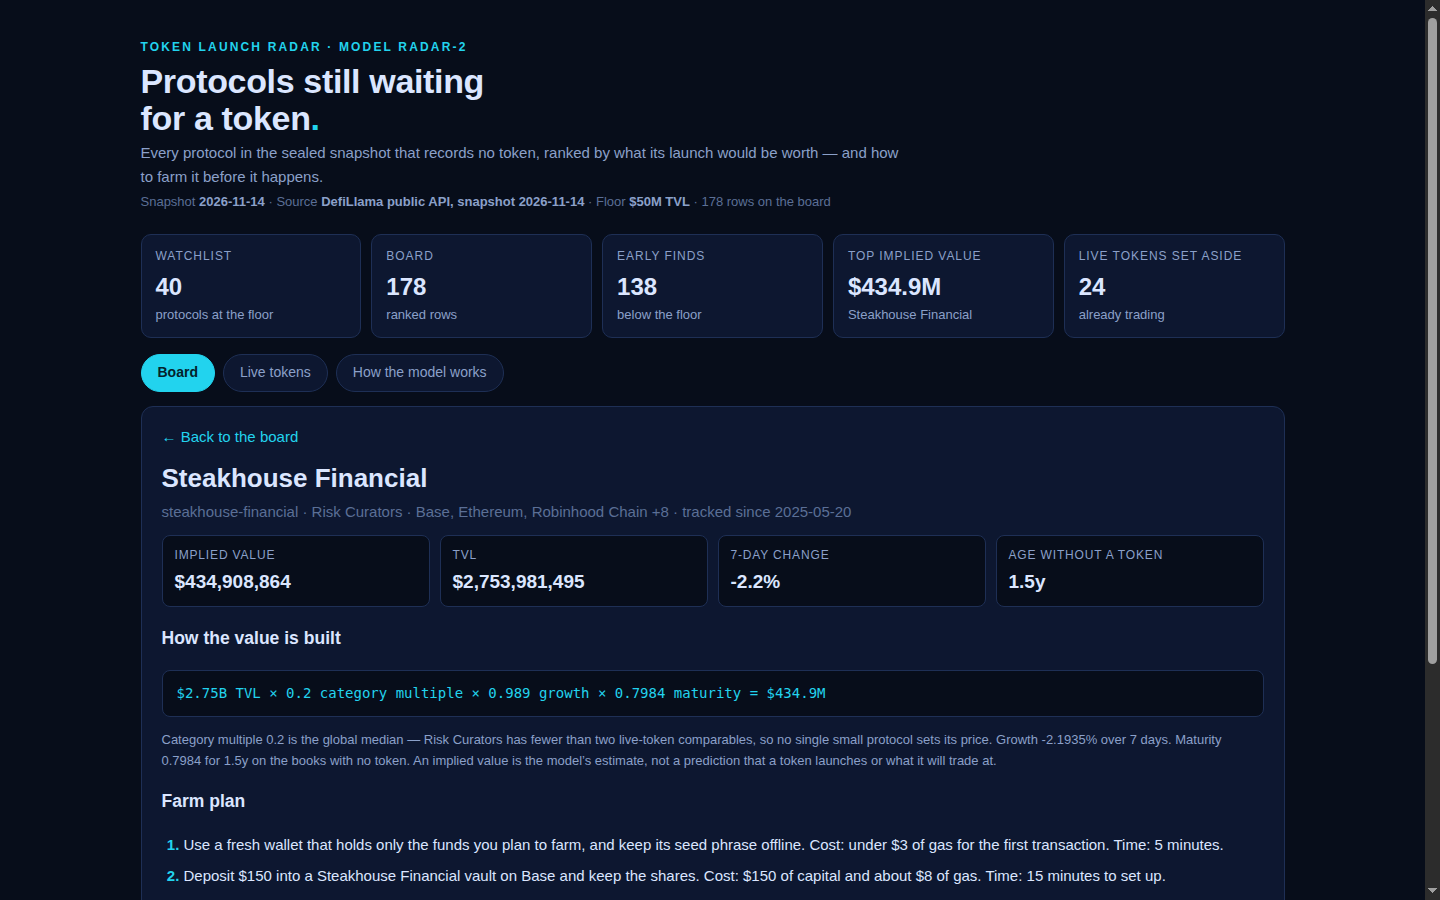 TOKEN LAUNCH RADAR · MODEL RADAR-2
Protocols still waiting
for a token.
Every protocol in the sealed snapshot that records no token, ranked by what its launch would be worth — and how
to farm it before it happens.
Snapshot 2026-11-14 · Source DefiLlama public API, snapshot 2026-11-14 · Floor $50M TVL · 178 rows on the board
WATCHLIST
40
protocols at the floor
BOARD
178
ranked rows
EARLY FINDS
138
below the floor
TOP IMPLIED VALUE
$434.9M
Steakhouse Financial
LIVE TOKENS SET ASIDE
24
already trading
Board
Live tokens
How the model works
← Back to the board
Steakhouse Financial
steakhouse-financial · Risk Curators · Base, Ethereum, Robinhood Chain +8 · tracked since 2025-05-20
IMPLIED VALUE
$434,908,864
TVL
$2,753,981,495
7-DAY CHANGE
-2.2%
AGE WITHOUT A TOKEN
1.5y
How the value is built
$2.75B TVL × 0.2 category multiple × 0.989 growth × 0.7984 maturity = $434.9M
Category multiple 0.2 is the global median — Risk Curators has fewer than two live-token comparables, so no single small protocol sets its price. Growth -2.1935% over 7 days. Maturity
0.7984 for 1.5y on the books with no token. An implied value is the model's estimate, not a prediction that a token launches or what it will trade at.
Farm plan
1. Use a fresh wallet that holds only the funds you plan to farm, and keep its seed phrase offline. Cost: under $3 of gas for the first transaction. Time: 5 minutes.
2. Deposit $150 into a Steakhouse Financial vault on Base and keep the shares. Cost: $150 of capital and about $8 of gas. Time: 15 minutes to set up.